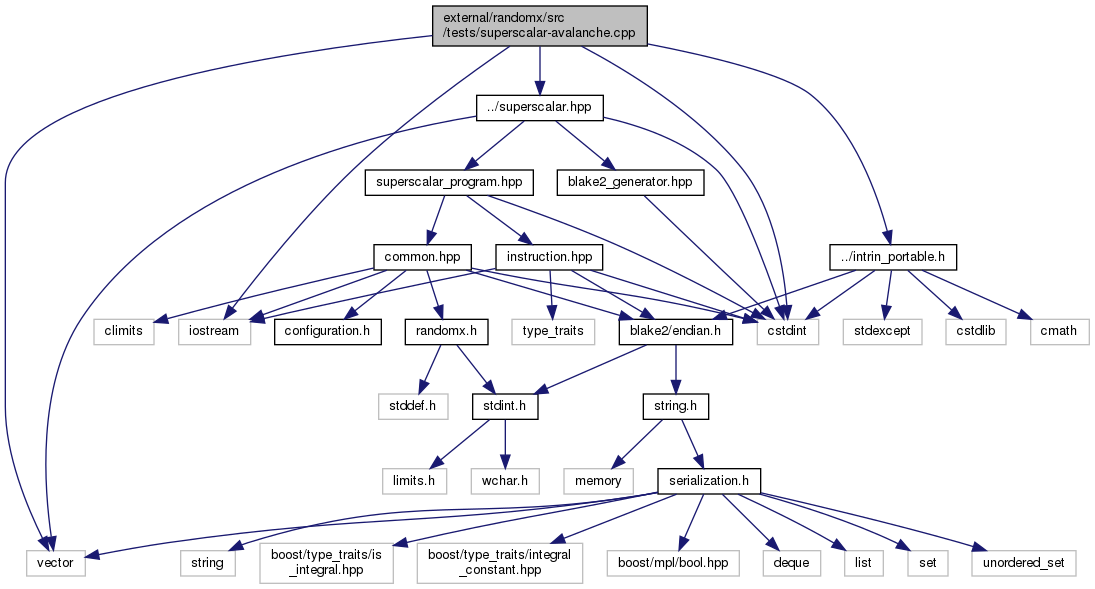 external/randomx/src
/tests/superscalar-avalanche.cpp
../superscalar.hpp
superscalar_program.hpp
blake2_generator.hpp
common.hpp
instruction.hpp
../intrin_portable.h
climits
iostream
configuration.h
randomx.h
type_traits
blake2/endian.h
cstdint
stdexcept
cstdlib
cmath
stddef.h
stdint.h
string.h
limits.h
wchar.h
memory
serialization.h
vector
string
boost/type_traits/is
_integral.hpp
boost/type_traits/integral
_constant.hpp
boost/mpl/bool.hpp
deque
list
set
unordered_set